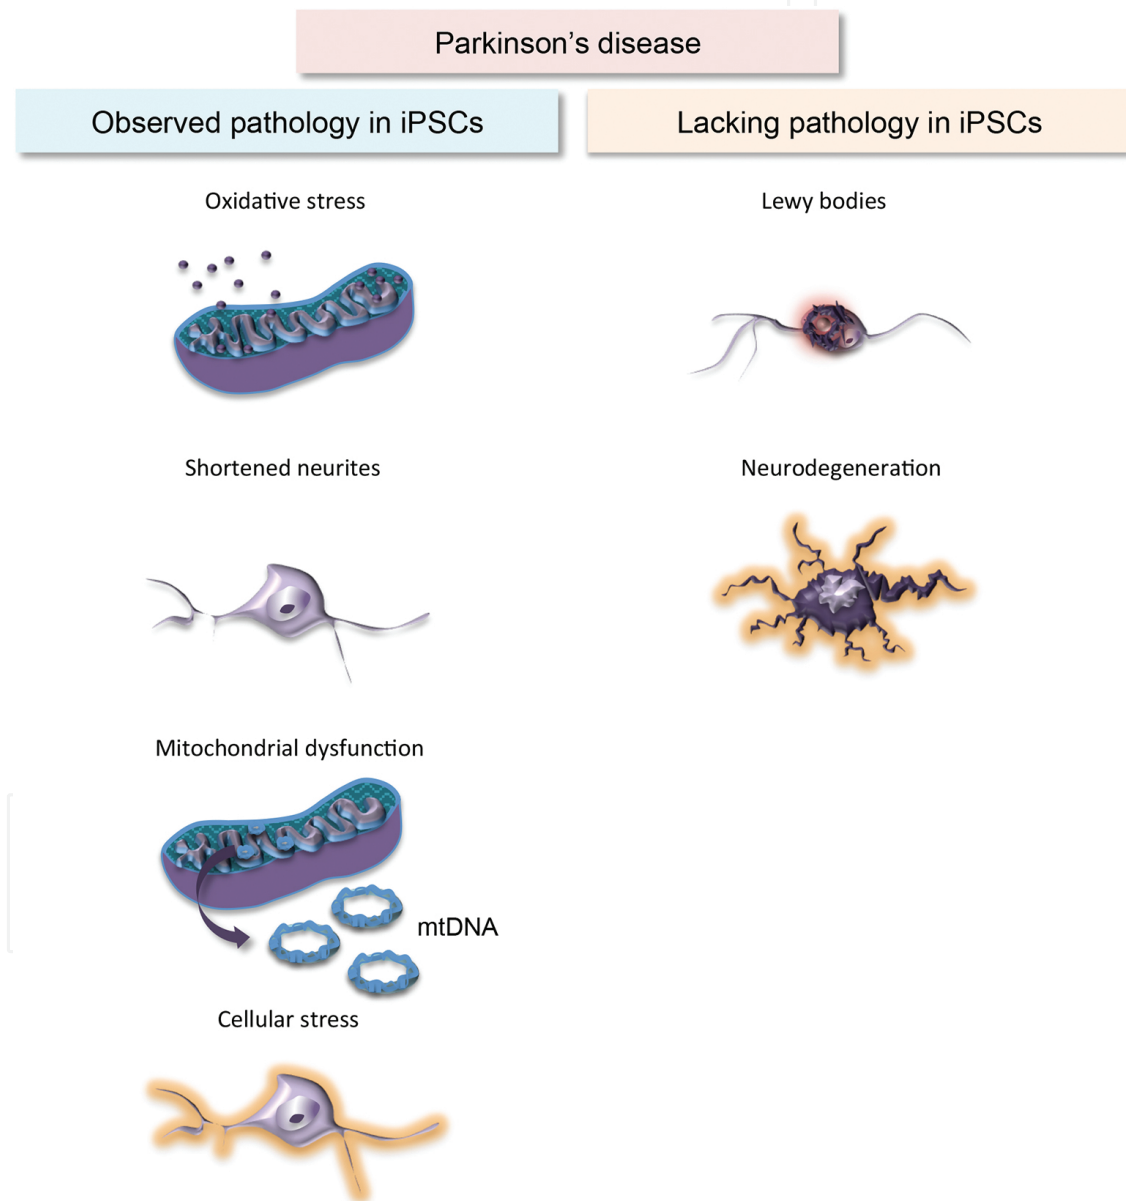 Parkinson’s disease
Observed pathology in iPSCs
Lacking pathology in iPSCs
Oxidative stress
Lewy bodies
Shortened neurites
Neurodegeneration
Mitochondrial dysfunction
mtDNA
Cellular stress